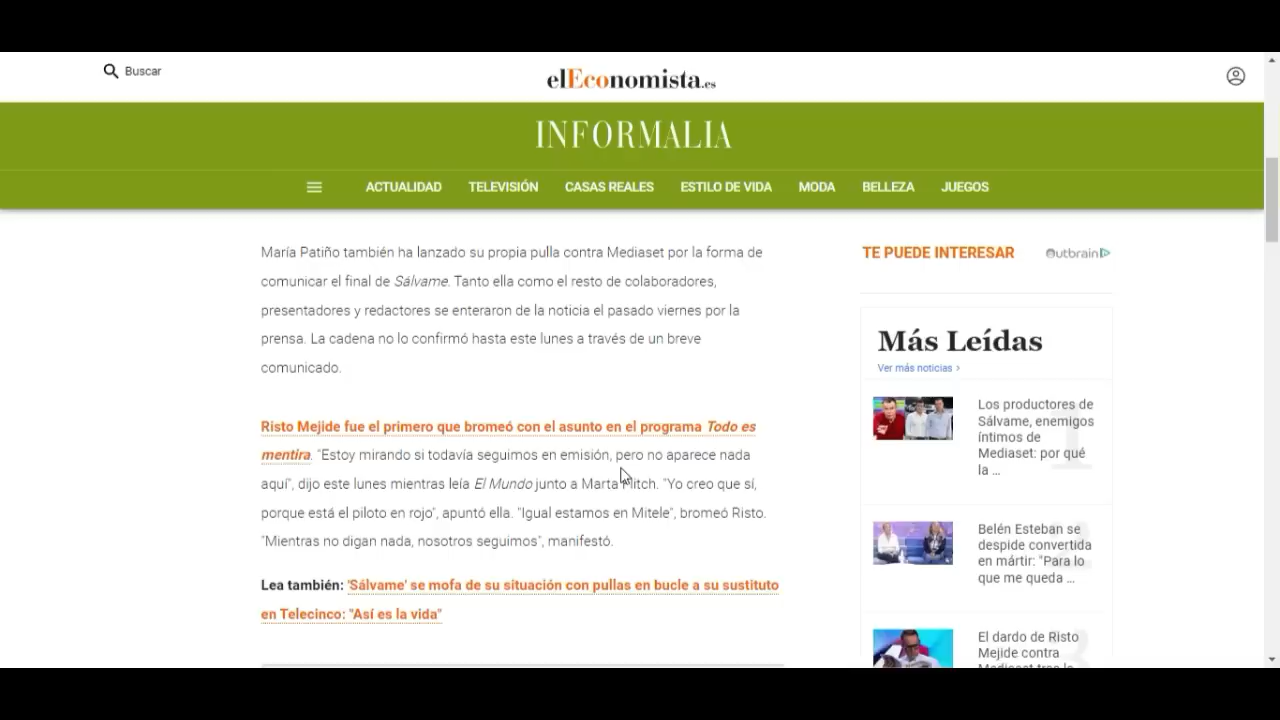 Buscar
elEconomista.es
INFORMALIA
ACTUALIDAD TELEVISIÓN CASAS REALES ESTILO DE VIDA MODA BELLEZA JUEGOS
María Patiño también ha lanzado su propia pulla contra Mediaset por la forma de
comunicar el final de Sálvame. Tanto ella como el resto de colaboradores,
presentadores y redactores se enteraron de la noticia el pasado viernes por la
prensa. La cadena no lo confirmó hasta este lunes a través de un breve
comunicado.
Risto Mejide fue el primero que bromeó con el asunto en el programa Todo es
mentira. "Estoy mirando si todavía seguimos en emisión, pero no aparece nada
aquí", dijo este lunes mientras leía El Mundo junto a Marta Flitch. "Yo creo que sí,
porque está el piloto en rojo", apuntó ella. "Igual estamos en Mitele", bromeó Risto.
"Mientras no digan nada, nosotros seguimos", manifestó.
Lea también: 'Sálvame' se mofa de su situación con pullas en bucle a su sustituto
en Telecinco: "Así es la vida"
TE PUEDE INTERESAR
Outbrain
Más Leídas
Ver más noticias >
1
Los productores de
Sálvame, enemigos
íntimos de
Mediaset: por qué
la ...
2
Belén Esteban se
despide convertida
en mártir: "Para lo
que me queda ...
3
El dardo de Risto
Mejide contra
Mediaset tras lo